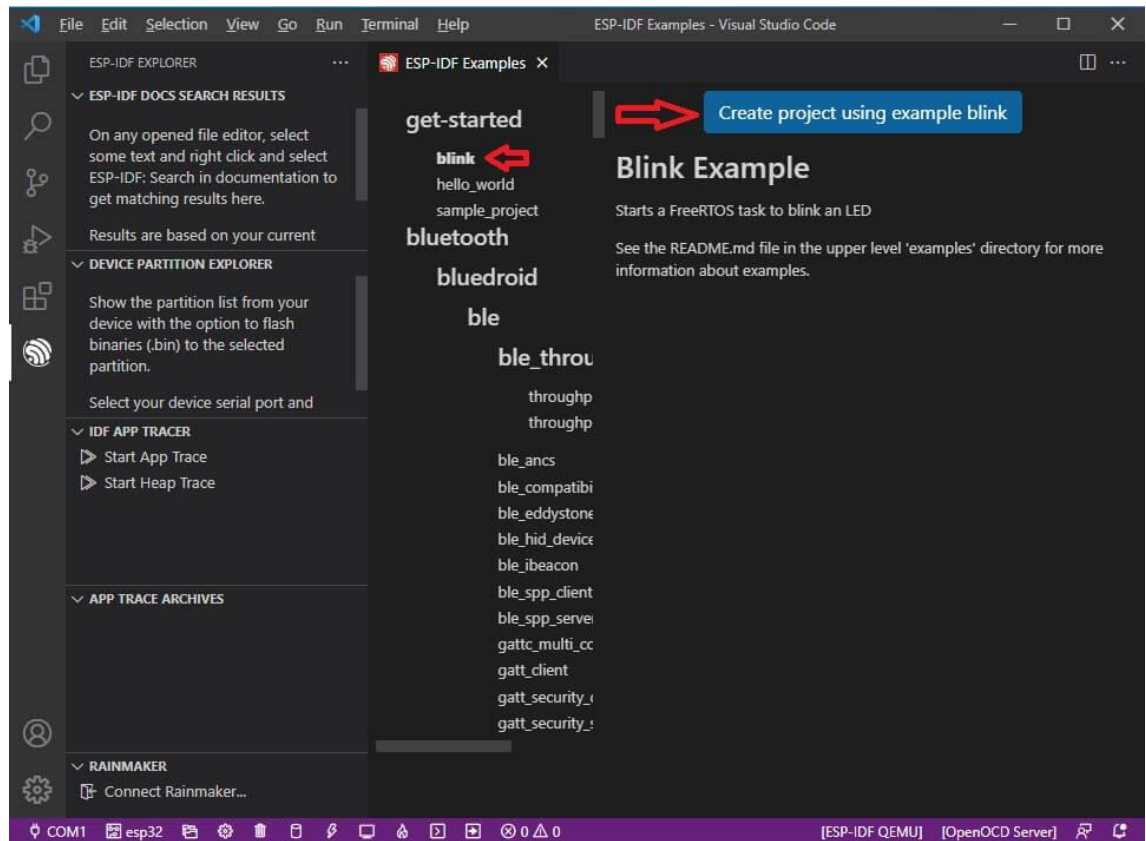 File Edit Selection View Go Run Terminal Help
ESP-IDF Examples - Visual Studio Code
ESP-IDF EXPLORER
ESP-IDF DOCS SEARCH RESULTS
On any opened file editor, select
some text and right click and select
ESP-IDF: Search in documentation to
get matching results here.
Results are based on your current
DEVICE PARTITION EXPLORER
Show the partition list from your
device with the option to flash
binaries (.bin) to the selected
partition.
Select your device serial port and
IDF APP TRACER
Start App Trace
Start Heap Trace
APP TRACE ARCHIVES
RAINMAKER
Connect Rainmaker...
ESP-IDF Examples
get-started
blink
hello_world
sample_project
bluetooth
bluedroid
ble
ble_throu
throughp
throughp
ble_ancs
ble_compatibi
ble_eddystone
ble_hid_device
ble_ibeacon
ble_spp_client
ble_spp_server
gattc_multi_co
gatt_client
gatt_security_
gatt_security_s
Create project using example blink
Blink Example
Starts a FreeRTOS task to blink an LED
See the README.md file in the upper level 'examples' directory for more
information about examples.
COM1 esp32 0 0 [ESP-IDF QEMU] [OpenOCD Server]